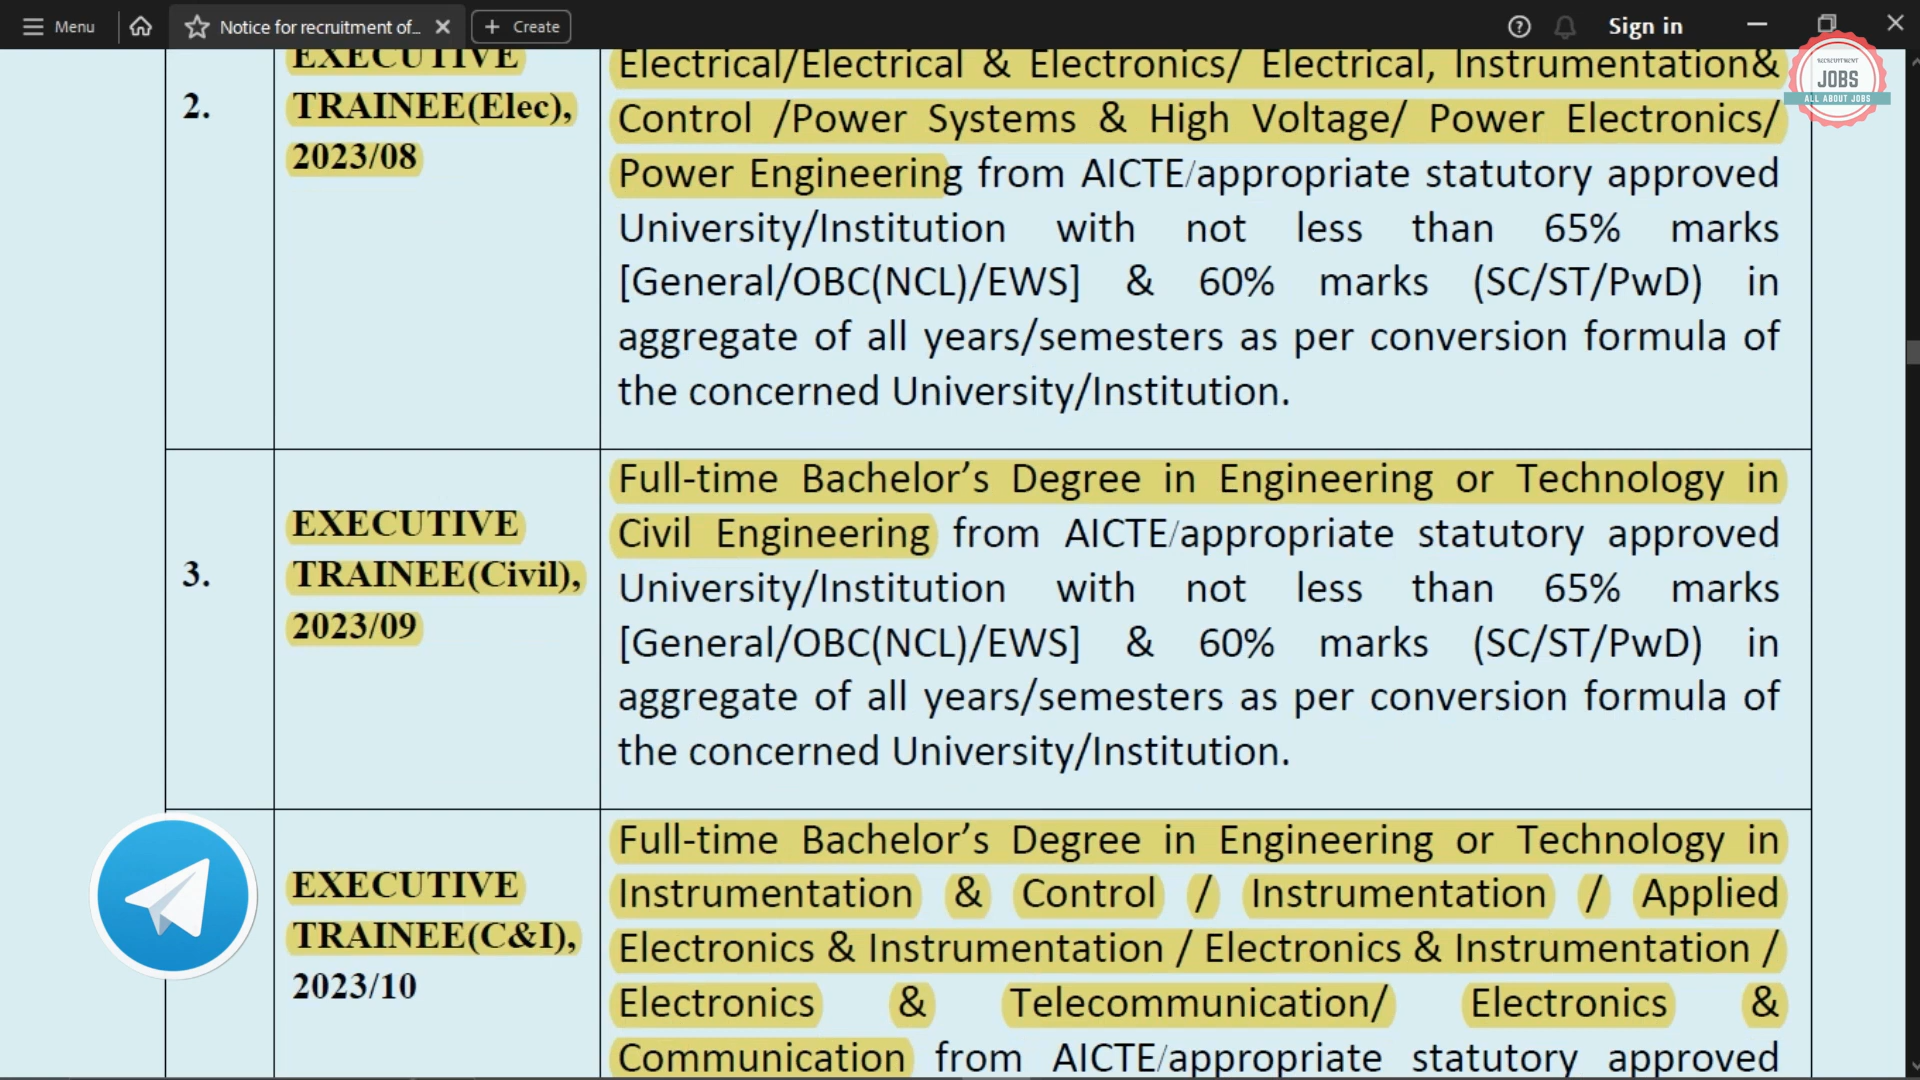 Menu
Notice for recruitment of...
Create
Sign in
RECRUITMENT
JOBS
ALL ABOUT JOBS
2.
EXECUTIVE
TRAINEE(Elec),
2023/08
Electrical/Electrical & Electronics/ Electrical, Instrumentation&
Control /Power Systems & High Voltage/ Power Electronics/
Power Engineering from AICTE/appropriate statutory approved
University/Institution with not less than 65% marks
[General/OBC(NCL)/EWS] & 60% marks (SC/ST/PwD) in
aggregate of all years/semesters as per conversion formula of
the concerned University/Institution.
3.
EXECUTIVE
TRAINEE(Civil),
2023/09
Full-time Bachelor’s Degree in Engineering or Technology in
Civil Engineering from AICTE/appropriate statutory approved
University/Institution with not less than 65% marks
[General/OBC(NCL)/EWS] & 60% marks (SC/ST/PwD) in
aggregate of all years/semesters as per conversion formula of
the concerned University/Institution.
EXECUTIVE
TRAINEE(C&I),
2023/10
Full-time Bachelor’s Degree in Engineering or Technology in
Instrumentation & Control / Instrumentation / Applied
Electronics & Instrumentation / Electronics & Instrumentation /
Electronics & Telecommunication/ Electronics &
Communication from AICTE/appropriate statutory approved